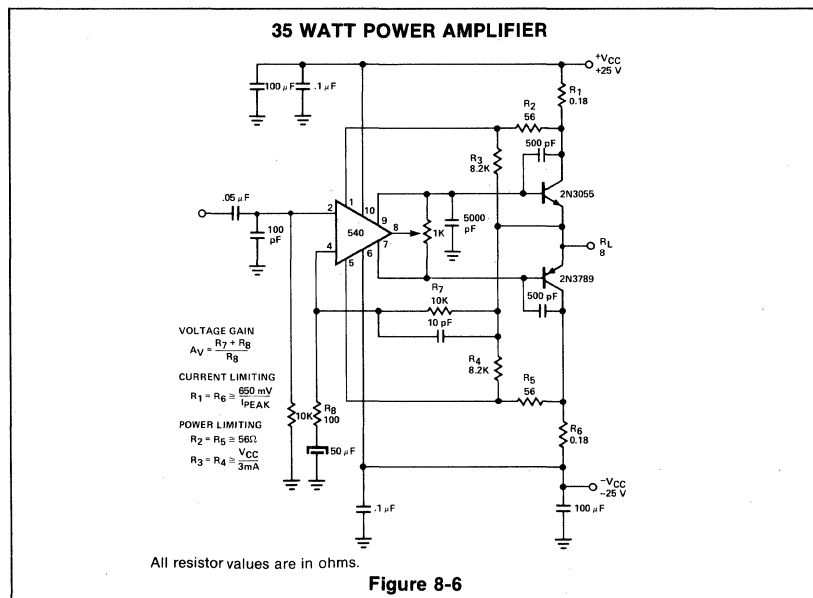 35 WATT POWER AMPLIFIER
+VCC
+25 V
100 µF
.1 µF
R1
0.18
R2
56
R3
8.2K
500 pF
2N3055
.05 µF
2
1
10
9
8
540
4
5
6
7
100
pF
1K
5000
pF
RL
8
2N3789
500 pF
R7
10K
10 pF
R4
8.2K
R5
56
VOLTAGE GAIN
AV = R7 + R8
R8
CURRENT LIMITING
R1 = R6 ≅ 650 mV
IPEAK
POWER LIMITING
R2 = R5 ≅ 56Ω
R3 = R4 ≅ VCC
3mA
10K
R8
100
50 µF
R6
0.18
-VCC
-25 V
.1 µF
100 µF
All resistor values are in ohms.
Figure 8-6